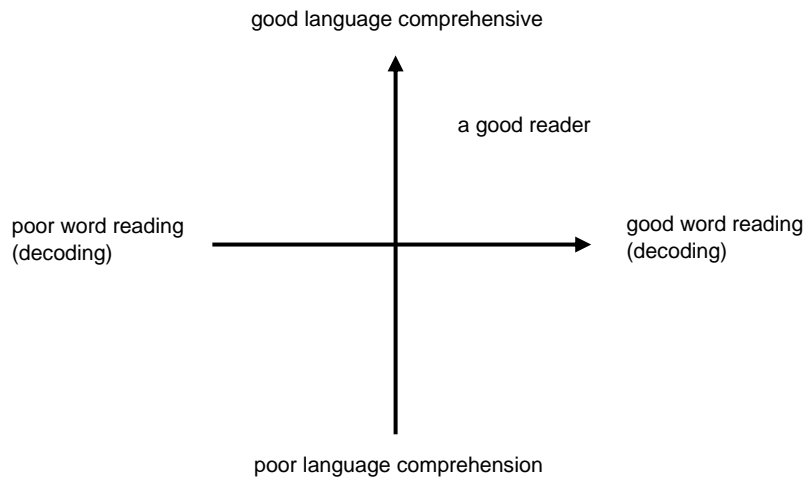 good language comprehensive
a good reader
poor word reading
(decoding)
good word reading
(decoding)
poor language comprehension